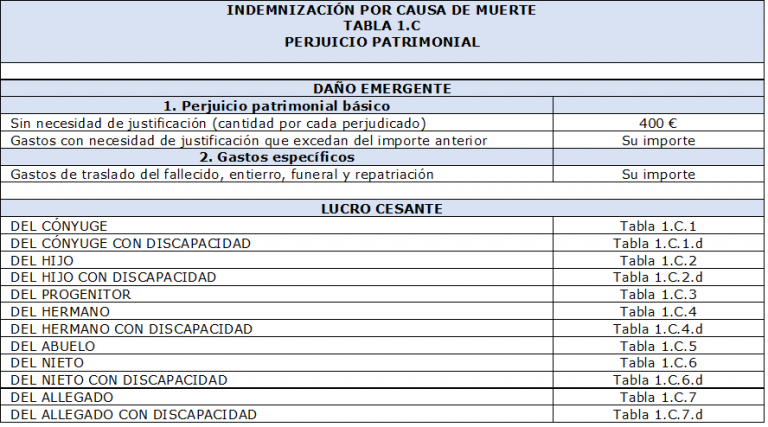 INDEMNIZACIÓN POR CAUSA DE MUERTE
TABLA 1.C
PERJUICIO PATRIMONIAL
DAÑO EMERGENTE
1. Perjuicio patrimonial básico
Sin necesidad de justificación (cantidad por cada perjudicado) 400 €
Gastos con necesidad de justificación que excedan del importe anterior Su importe
2. Gastos específicos
Gastos de traslado del fallecido, entierro, funeral y repatriación Su importe
LUCRO CESANTE
DEL CÓNYUGE Tabla 1.C.1
DEL CÓNYUGE CON DISCAPACIDAD Tabla 1.C.1.d
DEL HIJO Tabla 1.C.2
DEL HIJO CON DISCAPACIDAD Tabla 1.C.2.d
DEL PROGENITOR Tabla 1.C.3
DEL HERMANO Tabla 1.C.4
DEL HERMANO CON DISCAPACIDAD Tabla 1.C.4.d
DEL ABUELO Tabla 1.C.5
DEL NIETO Tabla 1.C.6
DEL NIETO CON DISCAPACIDAD Tabla 1.C.6.d
DEL ALLEGADO Tabla 1.C.7
DEL ALLEGADO CON DISCAPACIDAD Tabla 1.C.7.d